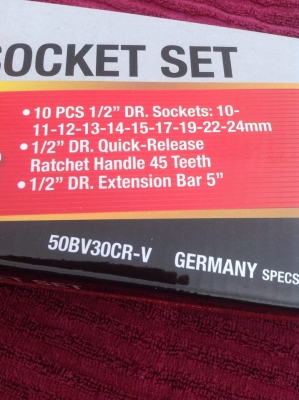 SOCKET SET
• 10 PCS 1/2" DR. Sockets: 10-
11-12-13-14-15-17-19-22-24mm
• 1/2" DR. Quick-Release
Ratchet Handle 45 Teeth
• 1/2" DR. Extension Bar 5"
50BV30CR-V GERMANY SPECS